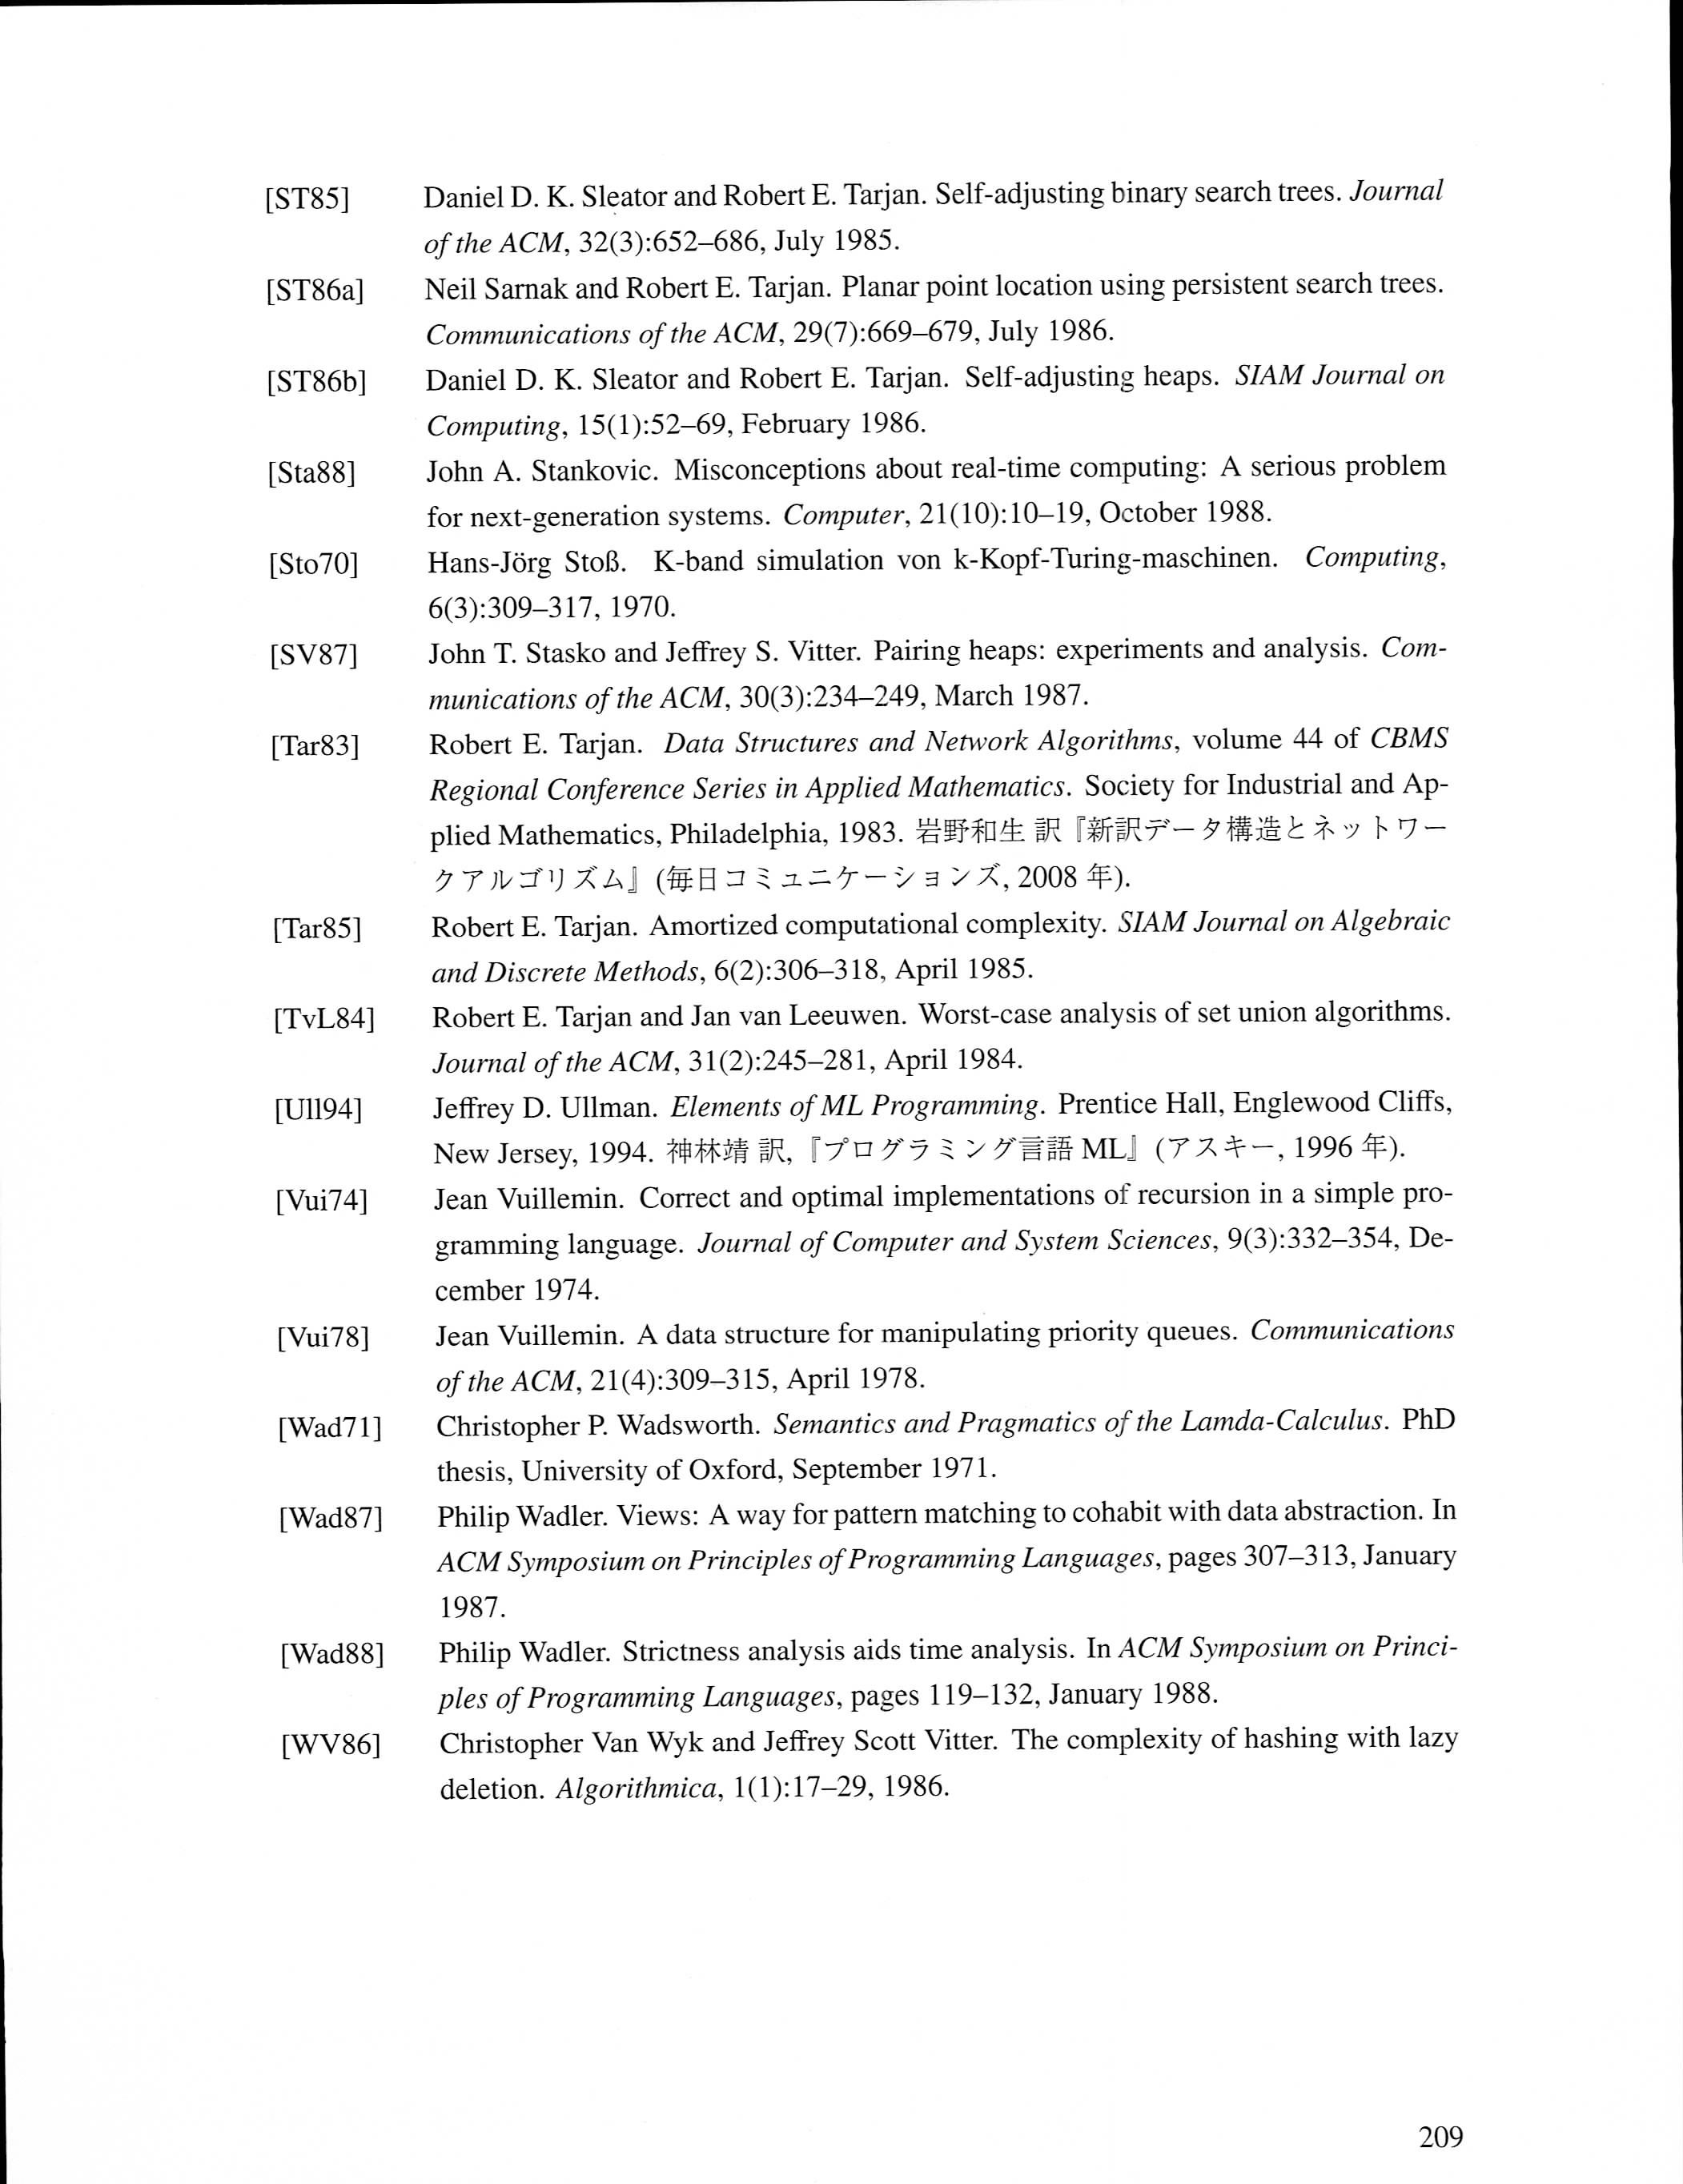 [ST85] Daniel D. K. Sleator and Robert E. Tarjan. Self-adjusting binary search trees. Journal
of the ACM, 32(3):652–686, July 1985.
[ST86a] Neil Sarnak and Robert E. Tarjan. Planar point location using persistent search trees.
Communications of the ACM, 29(7):669–679, July 1986.
[ST86b] Daniel D. K. Sleator and Robert E. Tarjan. Self-adjusting heaps. SIAM Journal on
Computing, 15(1):52–69, February 1986.
[Sta88] John A. Stankovic. Misconceptions about real-time computing: A serious problem
for next-generation systems. Computer, 21(10):10–19, October 1988.
[Sto70] Hans-Jörg Stoß. K-band simulation von k-Kopf-Turing-maschinen. Computing,
6(3):309–317, 1970.
[SV87] John T. Stasko and Jeffrey S. Vitter. Pairing heaps: experiments and analysis. Com-
munications of the ACM, 30(3):234–249, March 1987.
[Tar83] Robert E. Tarjan. Data Structures and Network Algorithms, volume 44 of CBMS
Regional Conference Series in Applied Mathematics. Society for Industrial and Ap-
plied Mathematics, Philadelphia, 1983. 岩野和生 訳『新訳データ構造とネットワー
クアルゴリズム』(毎日コミュニケーションズ, 2008 年).
[Tar85] Robert E. Tarjan. Amortized computational complexity. SIAM Journal on Algebraic
and Discrete Methods, 6(2):306–318, April 1985.
[TvL84] Robert E. Tarjan and Jan van Leeuwen. Worst-case analysis of set union algorithms.
Journal of the ACM, 31(2):245–281, April 1984.
[Ull94] Jeffrey D. Ullman. Elements of ML Programming. Prentice Hall, Englewood Cliffs,
New Jersey, 1994. 神林靖 訳,『プログラミング言語 ML』(アスキー, 1996 年).
[Vui74] Jean Vuillemin. Correct and optimal implementations of recursion in a simple pro-
gramming language. Journal of Computer and System Sciences, 9(3):332–354, De-
cember 1974.
[Vui78] Jean Vuillemin. A data structure for manipulating priority queues. Communications
of the ACM, 21(4):309–315, April 1978.
[Wad71] Christopher P. Wadsworth. Semantics and Pragmatics of the Lamda-Calculus. PhD
thesis, University of Oxford, September 1971.
[Wad87] Philip Wadler. Views: A way for pattern matching to cohabit with data abstraction. In
ACM Symposium on Principles of Programming Languages, pages 307–313, January
1987.
[Wad88] Philip Wadler. Strictness analysis aids time analysis. In ACM Symposium on Princi-
ples of Programming Languages, pages 119–132, January 1988.
[WV86] Christopher Van Wyk and Jeffrey Scott Vitter. The complexity of hashing with lazy
deletion. Algorithmica, 1(1):17–29, 1986.
209